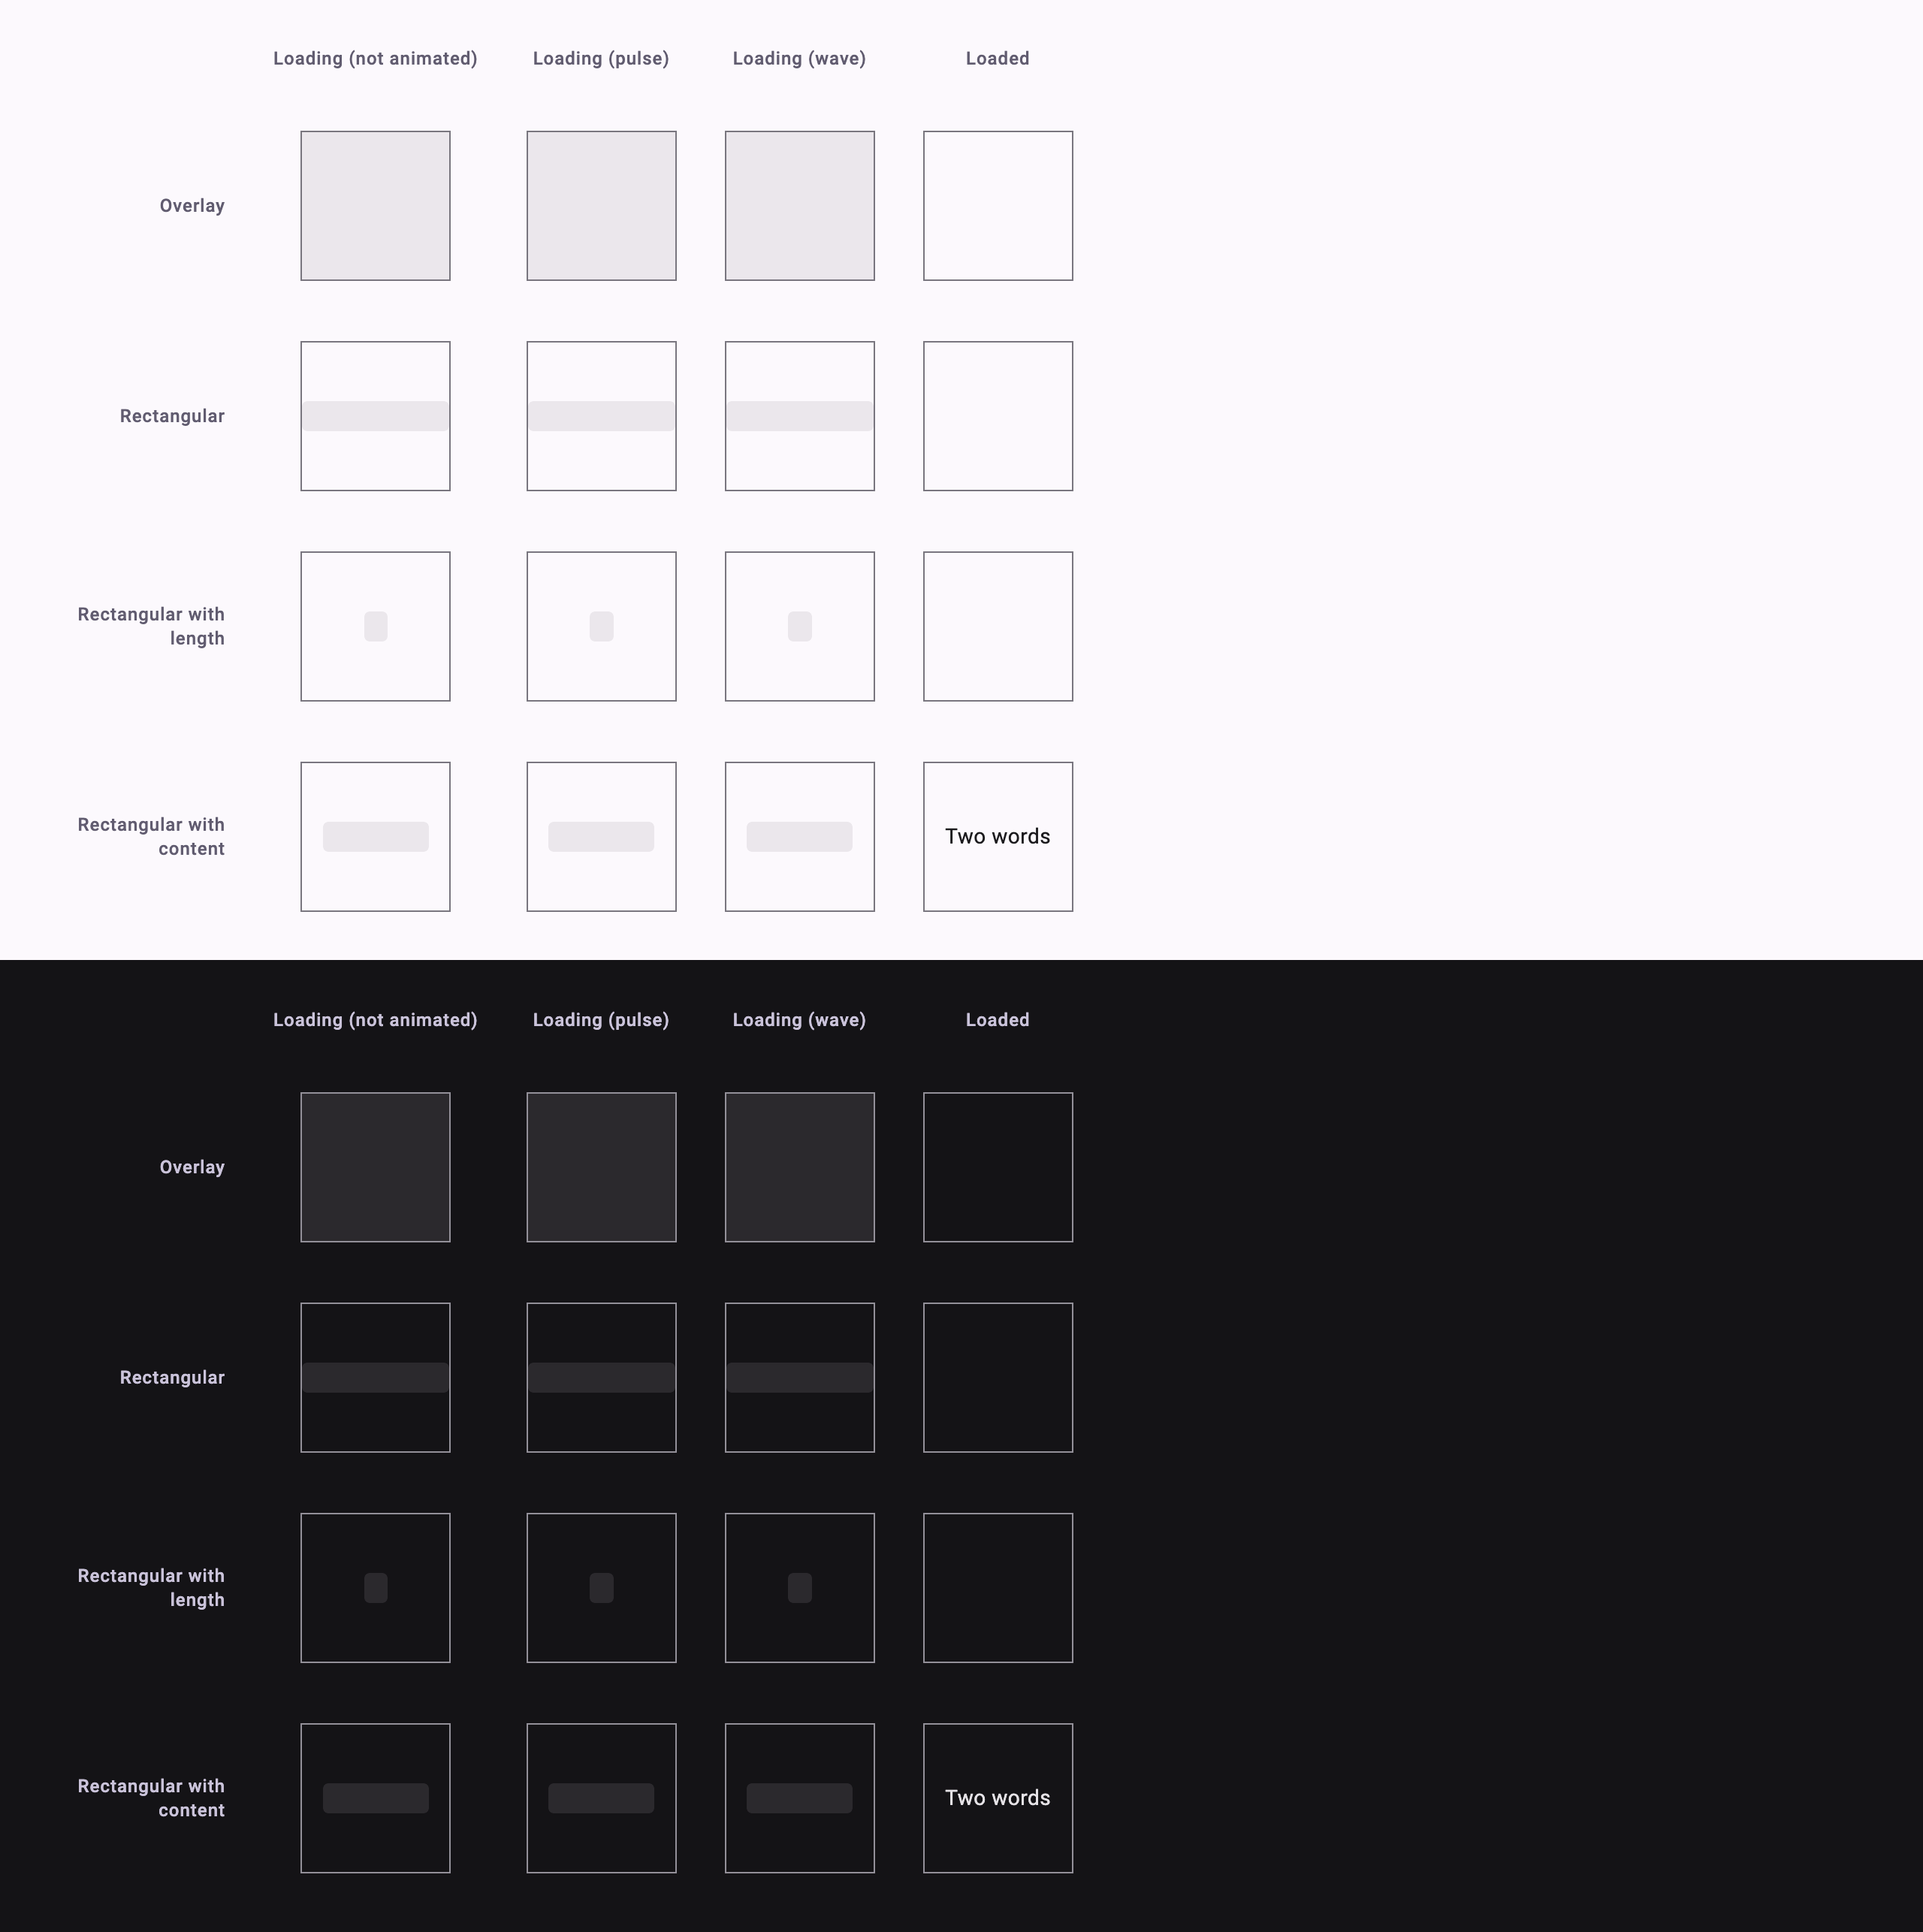 Loading (not animated) Loading (pulse) Loading (wave) Loaded
Overlay
Rectangular
Rectangular with
length
Rectangular with
content
Two words
Loading (not animated) Loading (pulse) Loading (wave) Loaded
Overlay
Rectangular
Rectangular with
length
Rectangular with
content
Two words